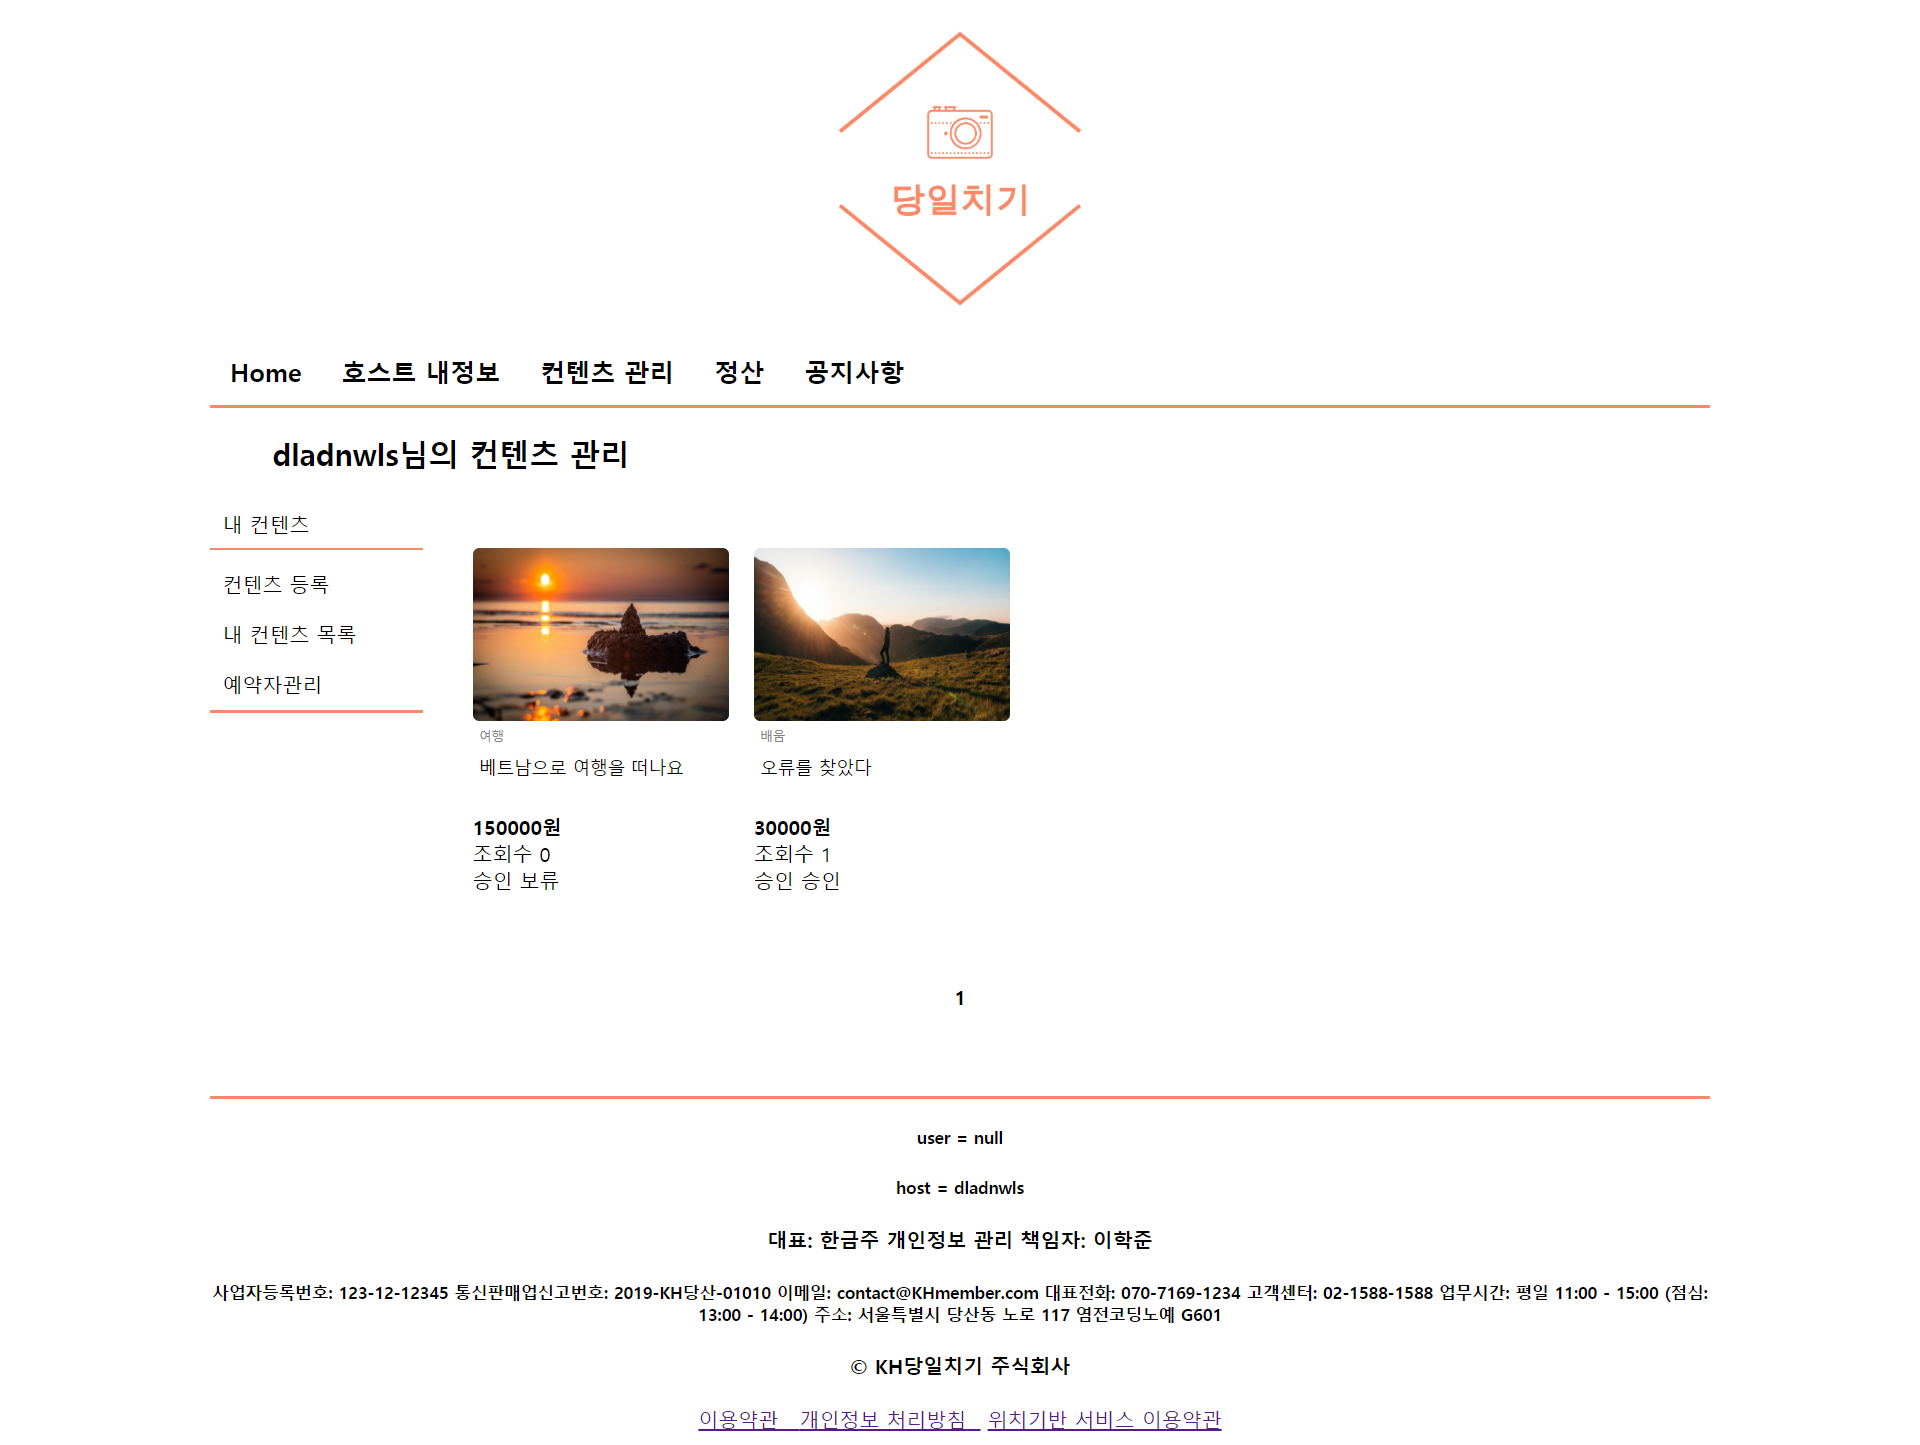 당일치기
Home 호스트 내정보 컨텐츠 관리 정산 공지사항
dladnwls님의 컨텐츠 관리
내 컨텐츠
컨텐츠 등록
내 컨텐츠 목록
예약자관리
여행
베트남으로 여행을 떠나요
150000원
조회수 0
승인 보류
배움
오류를 찾았다
30000원
조회수 1
승인 승인
1
user = null
host = dladnwls
대표: 한금주 개인정보 관리 책임자: 이학준
사업자등록번호: 123-12-12345 통신판매업신고번호: 2019-KH당산-01010 이메일: contact@KHmember.com 대표전화: 070-7169-1234 고객센터: 02-1588-1588 업무시간: 평일 11:00 - 15:00 (점심:
13:00 - 14:00) 주소: 서울특별시 당산동 노로 117 염전코딩노예 G601
© KH당일치기 주식회사
이용약관 개인정보 처리방침 위치기반 서비스 이용약관